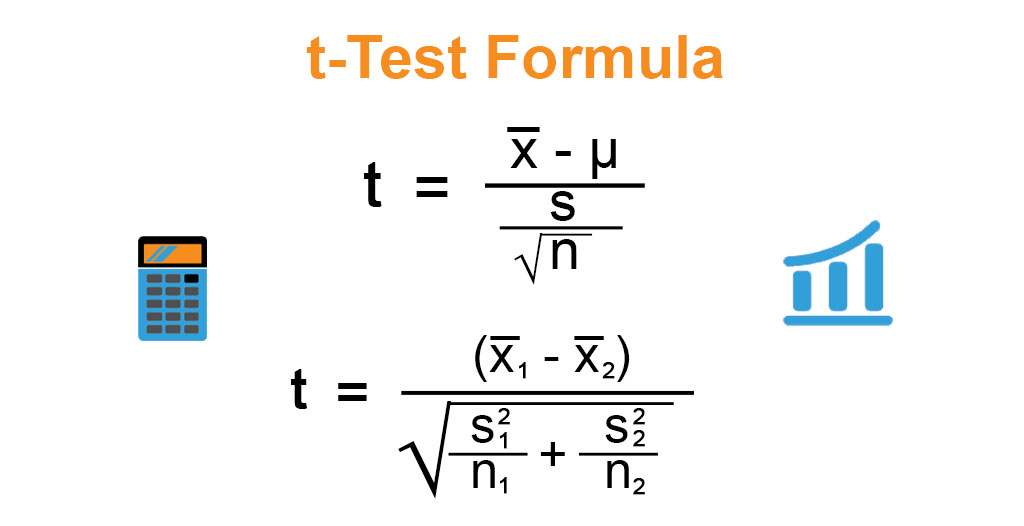 t-Test Formula
t = x̄ - µ
s
√n
t = (x̄₁ - x̄₂)
√ s₁² + s₂²
n₁ n₂